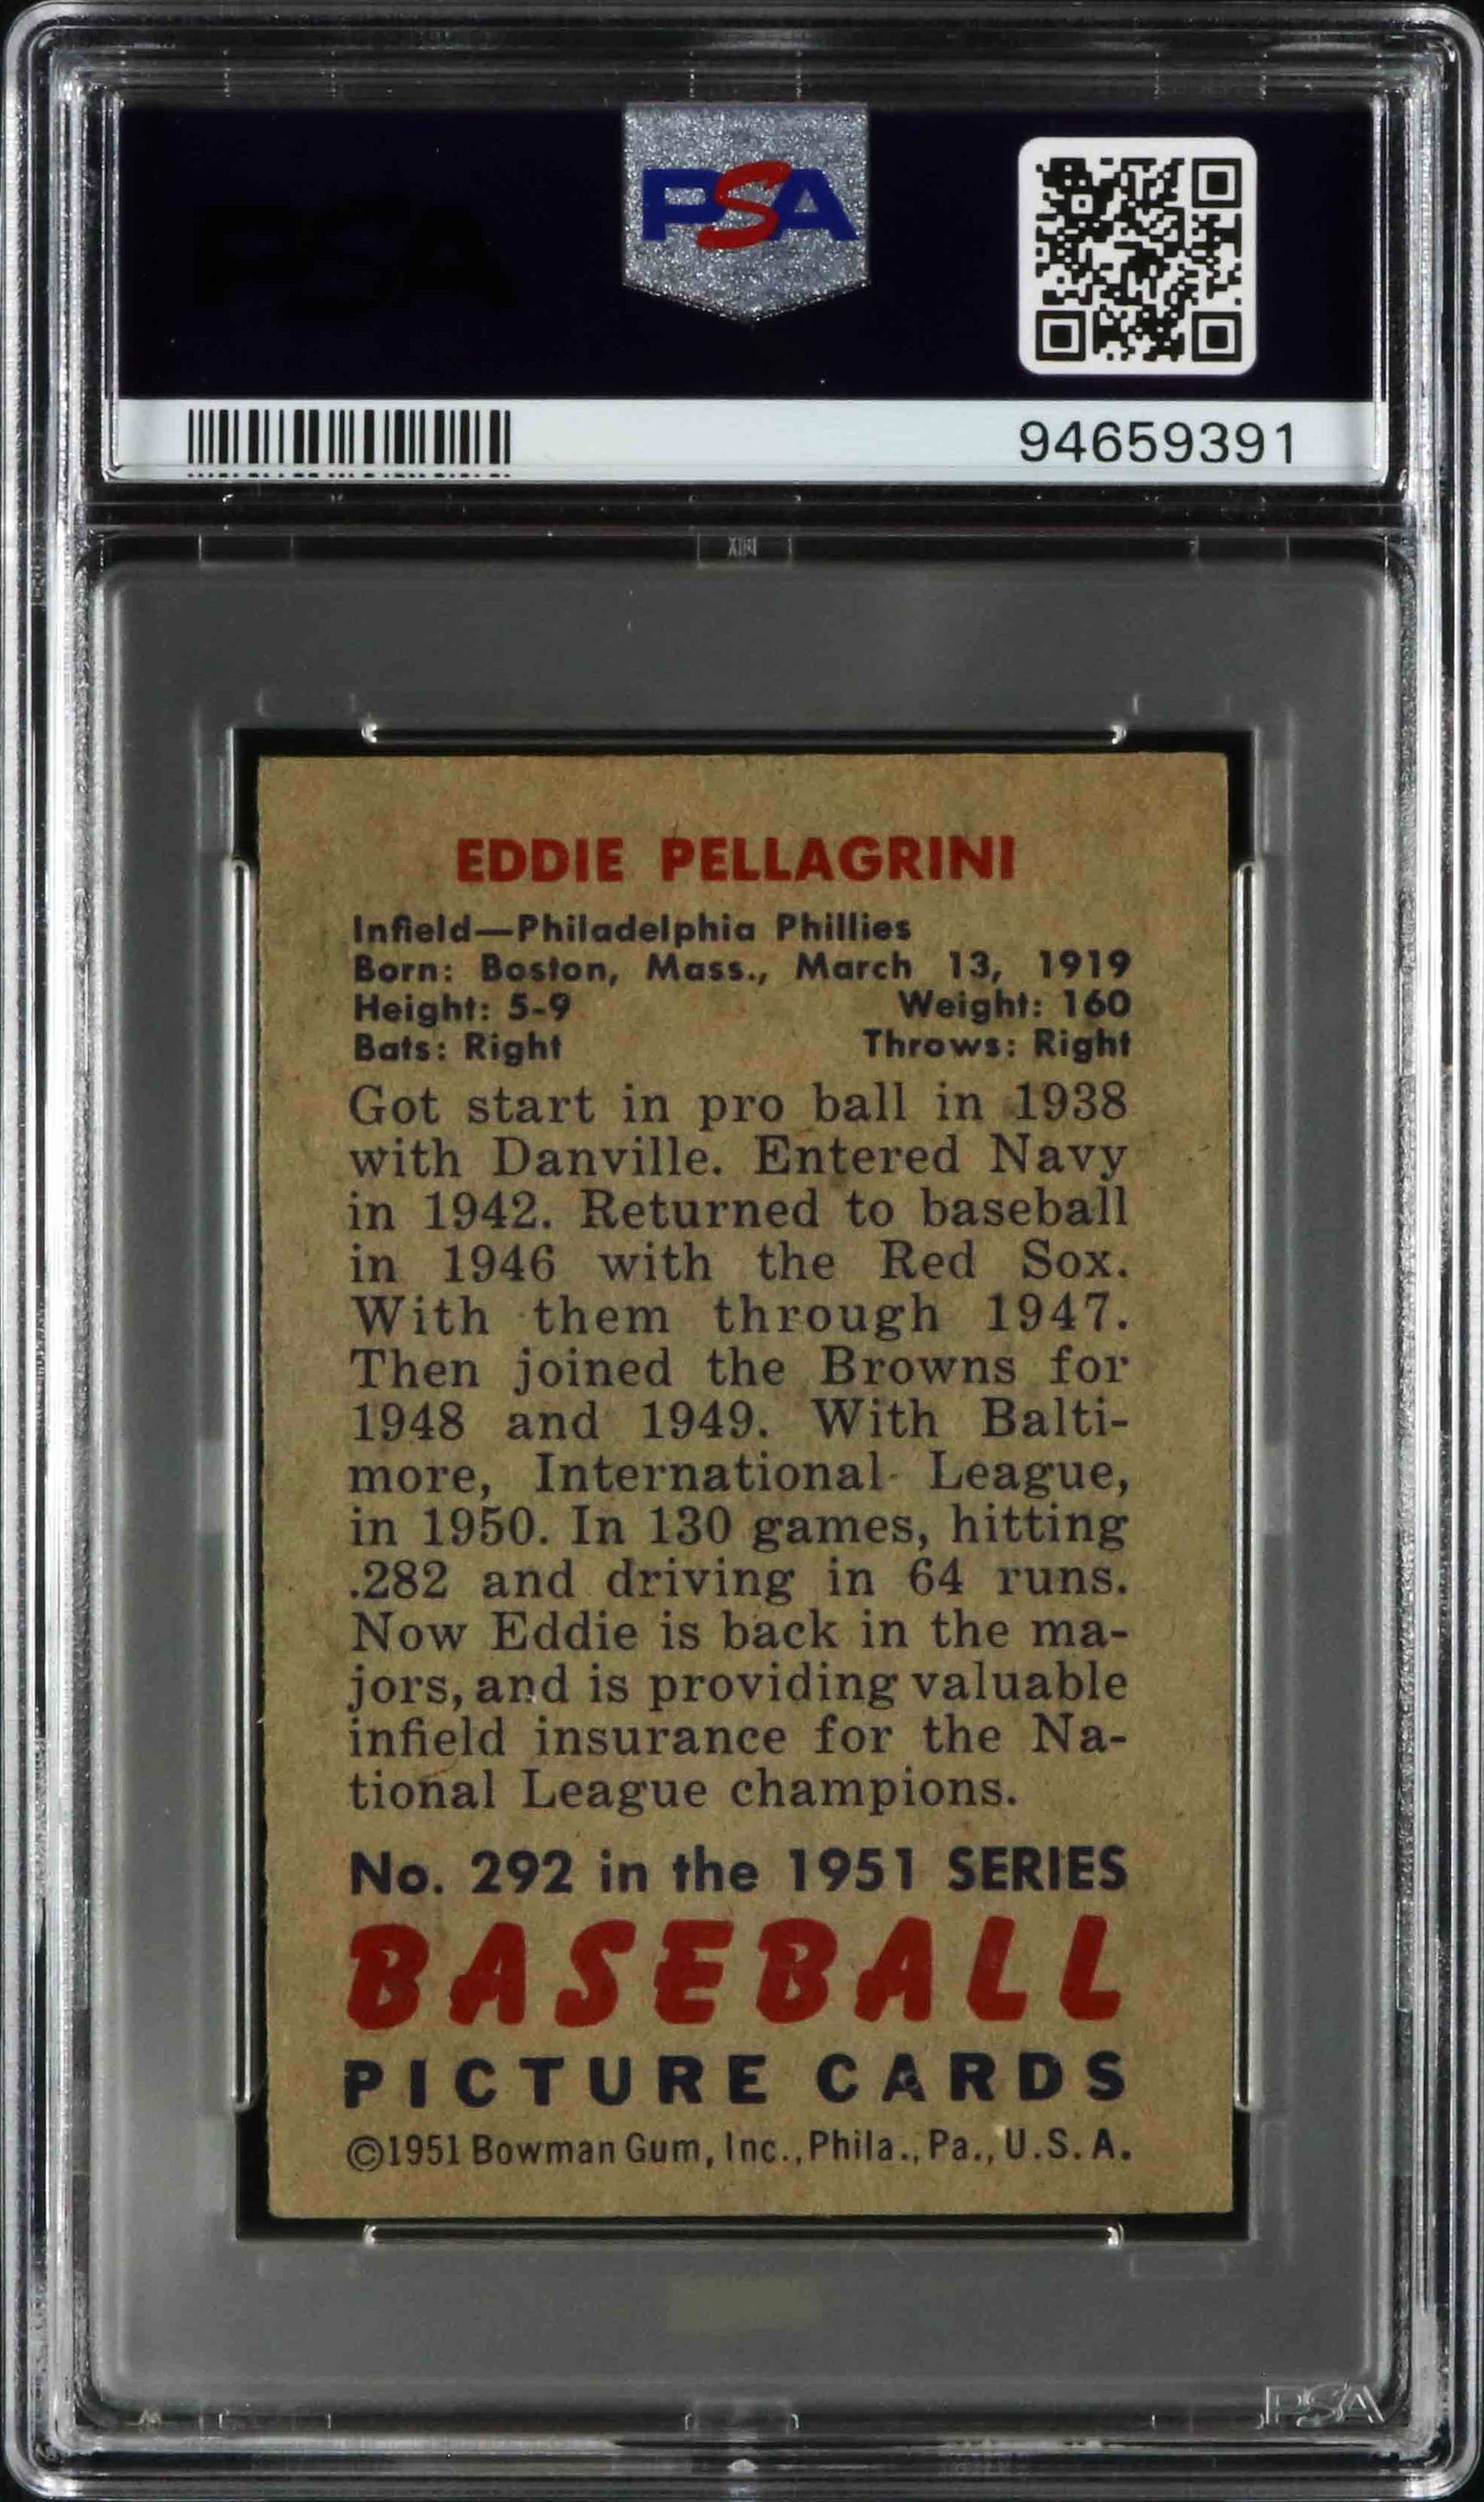 PSA
94659391
EDDIE PELLAGRINI
Infield—Philadelphia Phillies
Born: Boston, Mass., March 13, 1919
Height: 5-9 Weight: 160
Bats: Right Throws: Right
Got start in pro ball in 1938
with Danville. Entered Navy
in 1942. Returned to baseball
in 1946 with the Red Sox.
With them through 1947.
Then joined the Browns for
1948 and 1949. With Balti-
more, International League,
in 1950. In 130 games, hitting
.282 and driving in 64 runs.
Now Eddie is back in the ma-
jors, and is providing valuable
infield insurance for the Na-
tional League champions.
No. 292 in the 1951 SERIES
BASEBALL
PICTURE CARDS
©1951 Bowman Gum, Inc., Phila., Pa., U.S.A.
PSA